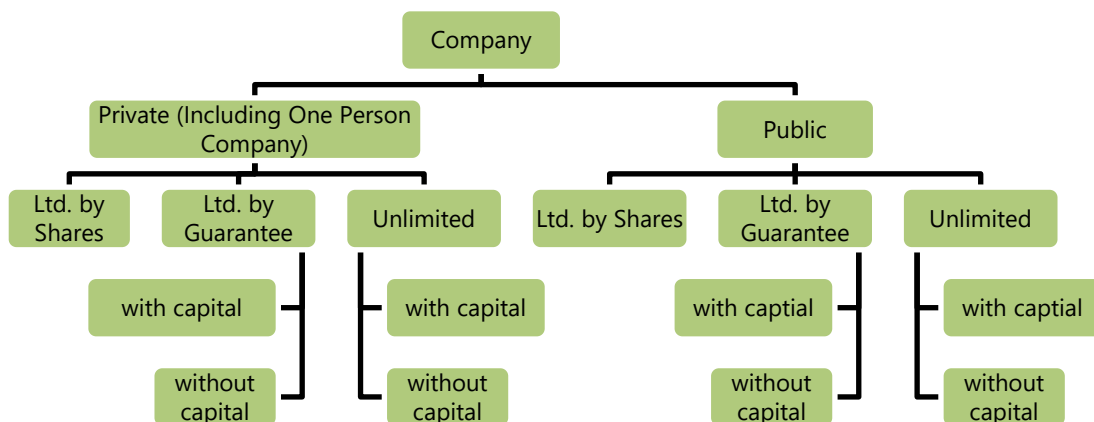 Company
Private (Including One Person
Company)
Public
Ltd. by
Shares
Ltd. by
Guarantee
Unlimited
Ltd. by Shares
Ltd. by
Guarantee
Unlimited
with capital
with capital
with captial
with captial
without
capital
without
capital
without
capital
without
capital